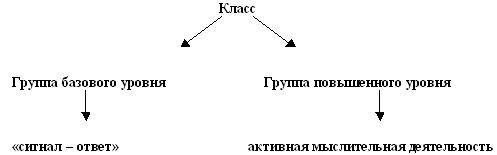 Класс
Группа базового уровня
Группа повышенного уровня
«сигнал – ответ»
активная мыслительная деятельность